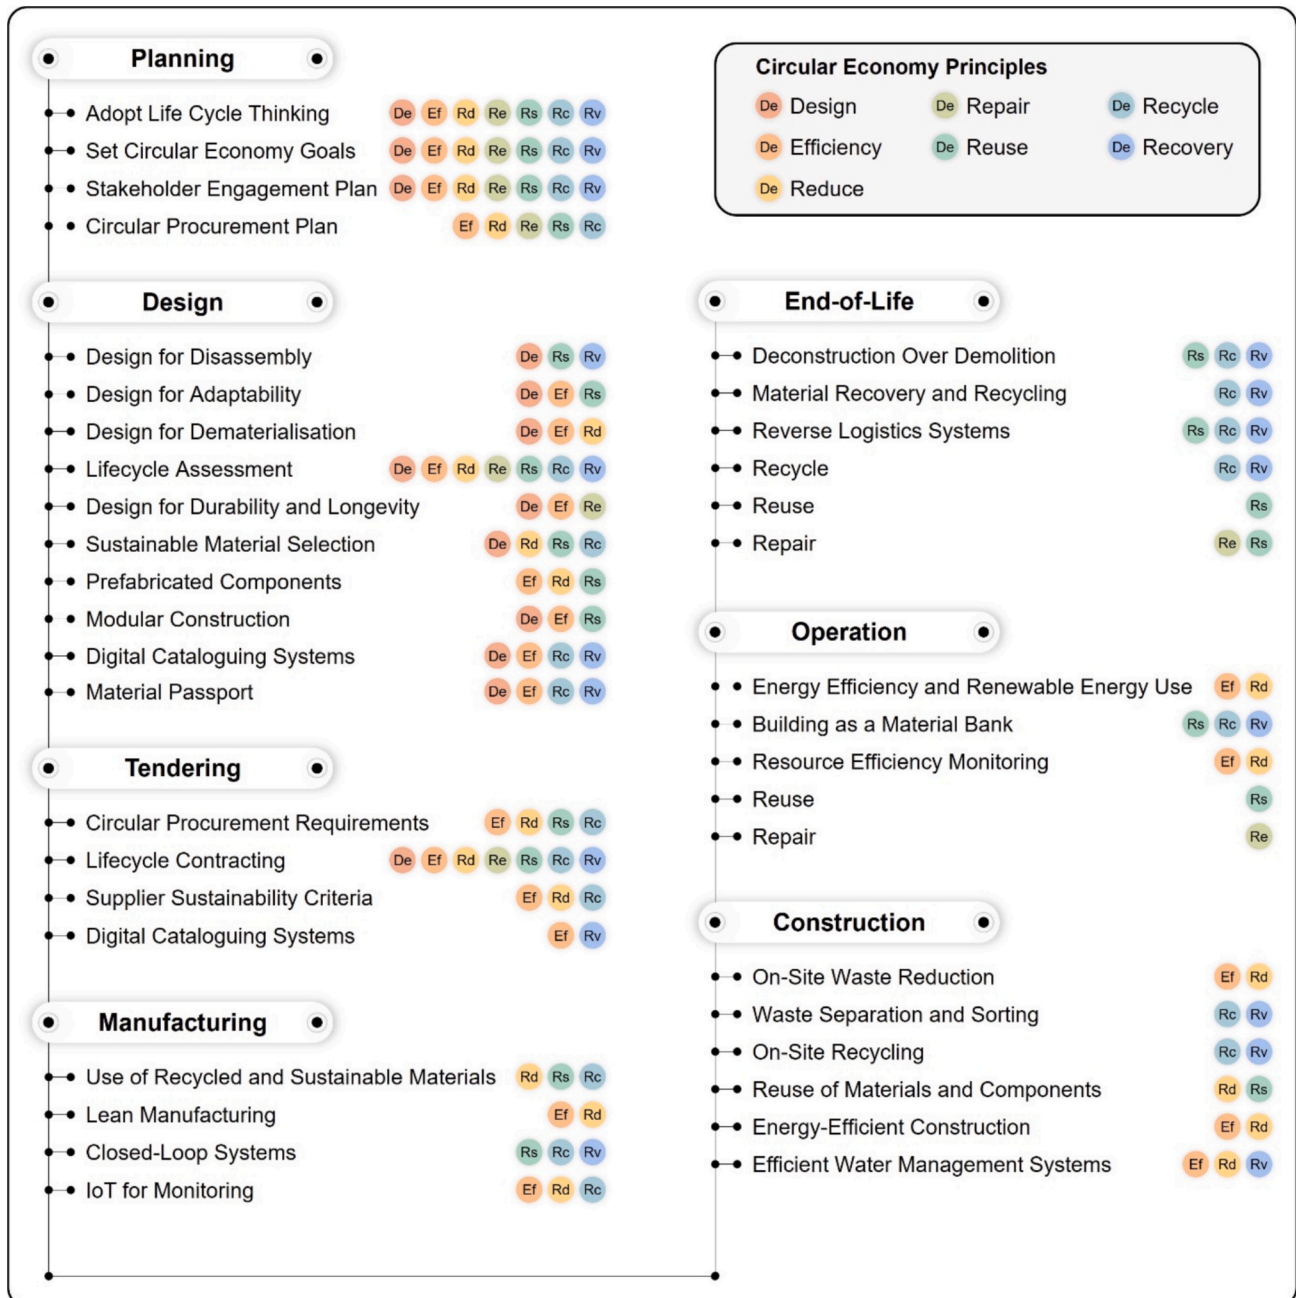 Planning
Adopt Life Cycle Thinking De Ef Rd Re Rs Rc Rv
Set Circular Economy Goals De Ef Rd Re Rs Rc Rv
Stakeholder Engagement Plan De Ef Rd Re Rs Rc Rv
Circular Procurement Plan Ef Rd Re Rs Rc
Circular Economy Principles
De Design De Repair De Recycle
De Efficiency De Reuse De Recovery
De Reduce
Design
Design for Disassembly De Rs Rv
Design for Adaptability De Ef Rs
Design for Dematerialisation De Ef Rd
Lifecycle Assessment De Ef Rd Re Rs Rc Rv
Design for Durability and Longevity De Ef Re
Sustainable Material Selection De Rd Rs Rc
Prefabricated Components Ef Rd Rs
Modular Construction De Ef Rs
Digital Cataloguing Systems De Ef Rc Rv
Material Passport De Ef Rc Rv
Tendering
Circular Procurement Requirements Ef Rd Rs Rc
Lifecycle Contracting De Ef Rd Re Rs Rc Rv
Supplier Sustainability Criteria Ef Rd Rc
Digital Cataloguing Systems Ef Rv
Manufacturing
Use of Recycled and Sustainable Materials Rd Rs Rc
Lean Manufacturing Ef Rd
Closed-Loop Systems Rs Rc Rv
IoT for Monitoring Ef Rd Rc
End-of-Life
Deconstruction Over Demolition Rs Rc Rv
Material Recovery and Recycling Rc Rv
Reverse Logistics Systems Rs Rc Rv
Recycle Rc Rv
Reuse Rs
Repair Re Rs
Operation
Energy Efficiency and Renewable Energy Use Ef Rd
Building as a Material Bank Rs Rc Rv
Resource Efficiency Monitoring Ef Rd
Reuse Rs
Repair Re
Construction
On-Site Waste Reduction Ef Rd
Waste Separation and Sorting Rc Rv
On-Site Recycling Rc Rv
Reuse of Materials and Components Rd Rs
Energy-Efficient Construction Ef Rd
Efficient Water Management Systems Ef Rd Rv